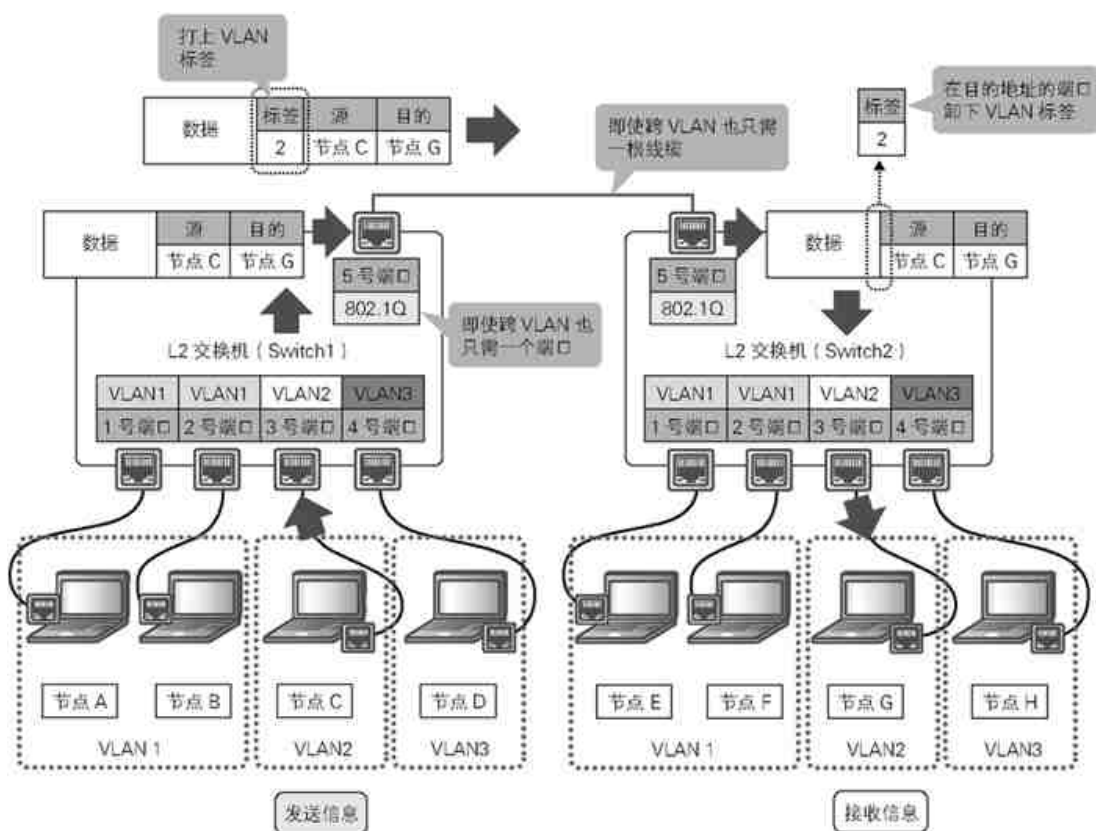 打上 VLAN
标签
数据
标签
源
目的
2
节点 C
节点 G
即使跨 VLAN 也只需
一根线缆
标签
2
在目的地址的端口
卸下 VLAN 标签
数据
源
目的
节点 C
节点 G
5 号端口
802.1Q
即使跨 VLAN 也
只需一个端口
5 号端口
802.1Q
数据
源
目的
节点 C
节点 G
L2 交换机（Switch1）
VLAN1
VLAN1
VLAN2
VLAN3
1 号端口
2 号端口
3 号端口
4 号端口
L2 交换机（Switch2）
VLAN1
VLAN1
VLAN2
VLAN3
1 号端口
2 号端口
3 号端口
4 号端口
节点 A
节点 B
节点 C
节点 D
VLAN 1
VLAN2
VLAN3
节点 E
节点 F
节点 G
节点 H
VLAN 1
VLAN2
VLAN3
发送信息
接收信息